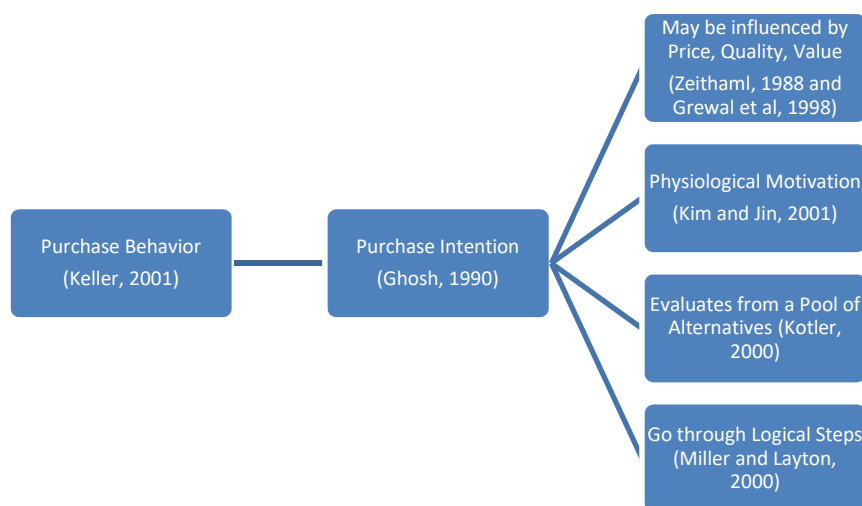 Purchase Behavior
(Keller, 2001)
Purchase Intention
(Ghosh, 1990)
May be influenced by
Price, Quality, Value
(Zeithaml, 1988 and
Grewal et al, 1998)
Physiological Motivation
(Kim and Jin, 2001)
Evaluates from a Pool of
Alternatives (Kotler,
2000)
Go through Logical Steps
(Miller and Layton,
2000)